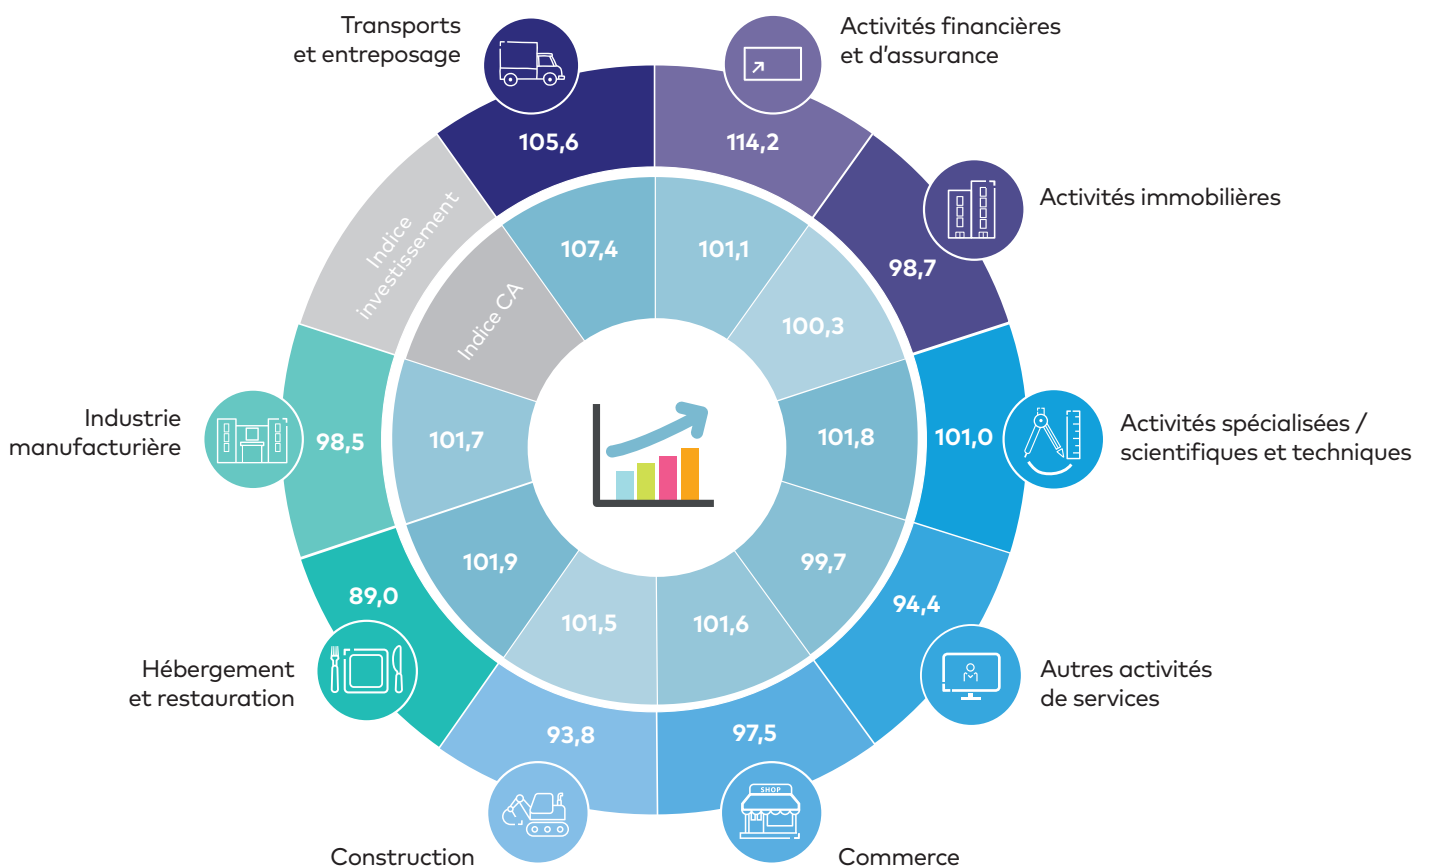 Transports
et entreposage
Activités financières
et d'assurance
105,6
114,2
Activités immobilières
98,7
Indice
investissement
Indice CA
107,4
101,1
100,3
Industrie
manufacturière
98,5
101,7
101,8
101,0
Activités spécialisées /
scientifiques et techniques
101,9
99,7
89,0
101,5
101,6
94,4
Hébergement
et restauration
Autres activités
de services
93,8
97,5
SHOP
Construction
Commerce